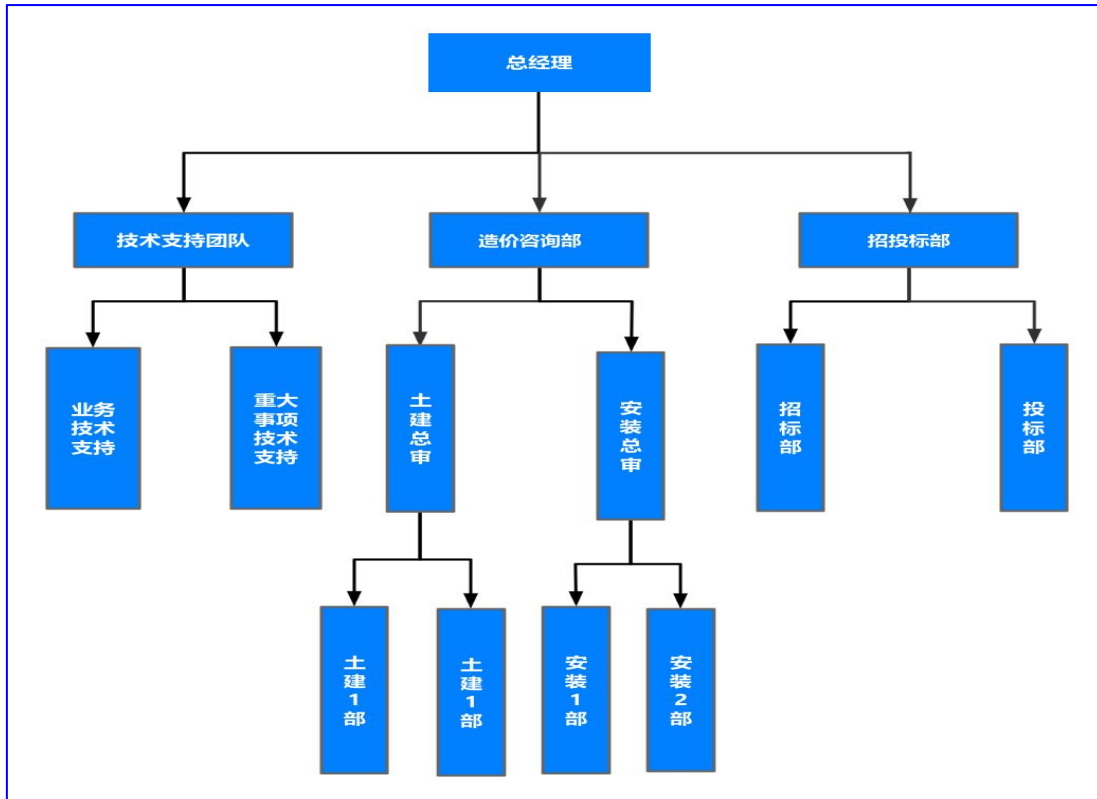 总经理
技术支持团队
造价咨询部
招投标部
业务
技术
支持
重大
事项
技术
支持
土建总审
安装总审
招标部
投标部
土建1部
土建1部
安装1部
安装2部